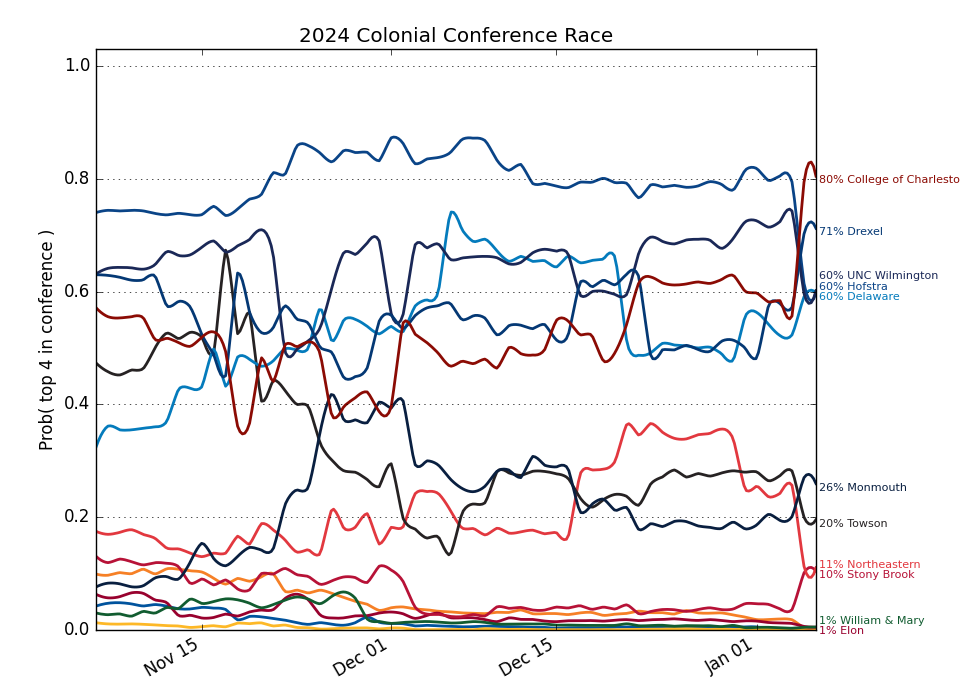 2024 Colonial Conference Race
Prob( top 4 in conference )
1.0
0.8
0.6
0.4
0.2
0.0
Nov 15
Dec 01
Dec 15
Jan 01
80% College of Charlesto
71% Drexel
60% UNC Wilmington
60% Hofstra
60% Delaware
26% Monmouth
20% Towson
11% Northeastern
10% Stony Brook
1% William & Mary
1% Elon